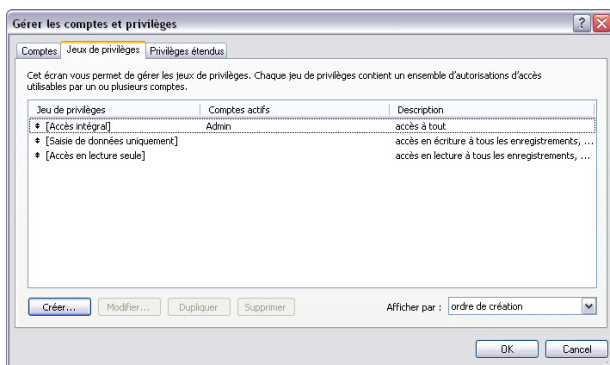 Gérer les comptes et privilèges
Comptes Jeux de privilèges Privilèges étendus
Cet écran vous permet de gérer les jeux de privilèges. Chaque jeu de privilèges contient un ensemble d'autorisations d'accès
utilisables par un ou plusieurs comptes.
Jeu de privilèges Comptes actifs Description
[Accès intégral] Admin accès à tout
[Saisie de données uniquement] accès en écriture à tous les enregistrements, ...
[Accès en lecture seule] accès en lecture à tous les enregistrements, ...
Créer... Modifier... Dupliquer Supprimer Afficher par : ordre de création
OK Cancel